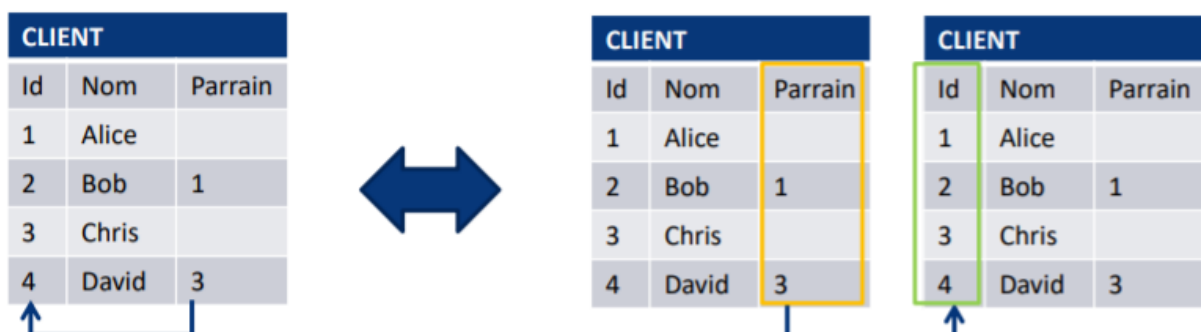 CLIENT
Id Nom Parrain
1 Alice
2 Bob 1
3 Chris
4 David 3
CLIENT
Id Nom Parrain
1 Alice
2 Bob 1
3 Chris
4 David 3
CLIENT
Id Nom Parrain
1 Alice
2 Bob 1
3 Chris
4 David 3